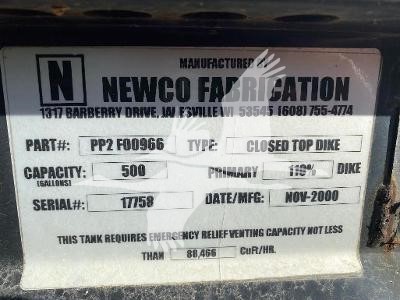 MANUFACTURED BY
N NEWCO FABRICATION
1317 BARBERRY DRIVE, JANESVILLE WI 53545 (608) 755-4774
PART#: PP2 F00966 TYPE: CLOSED TOP DIKE
CAPACITY: 500 PRIMARY 110% DIKE
(GALLONS)
SERIAL#: 17758 DATE/MFG: NOV-2000
THIS TANK REQUIRES EMERGENCY RELIEF VENTING CAPACITY NOT LESS
THAN 88,466 CuFt/HR.